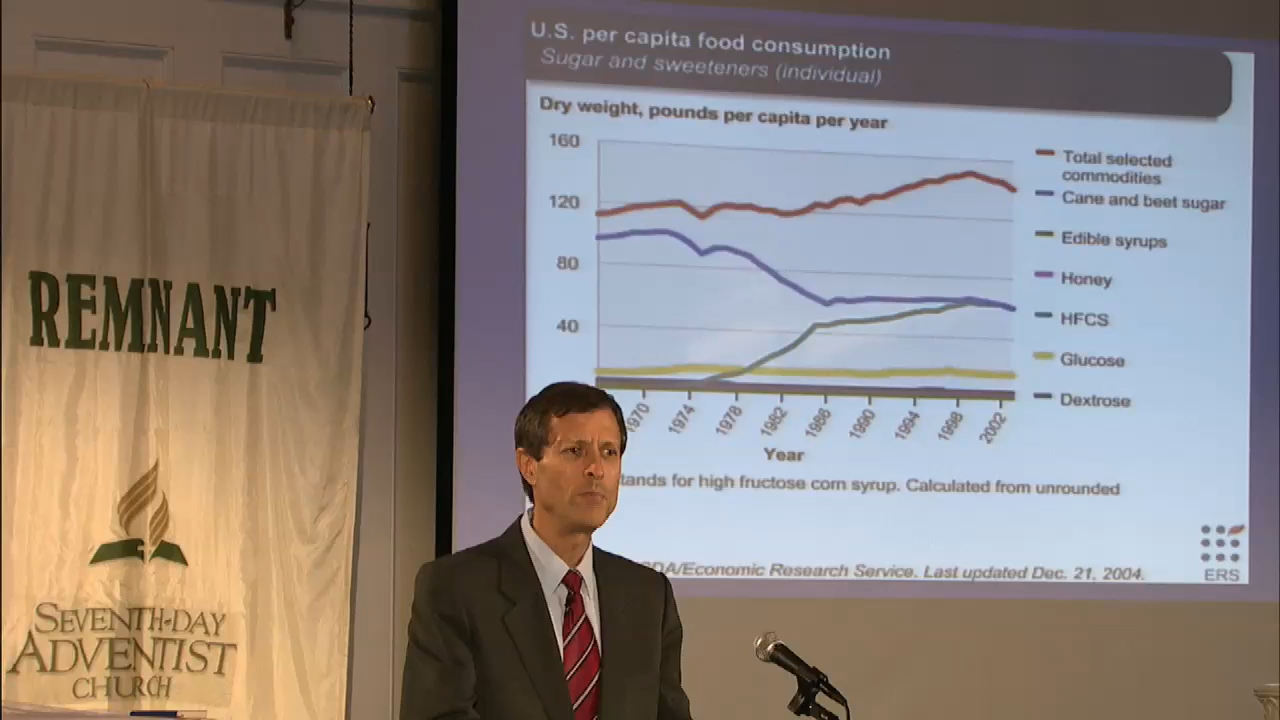 REMNANT
SEVENTH-DAY
ADVENTIST
CHURCH
U.S. per capita food consumption
Sugar and sweeteners (individual)
Dry weight, pounds per capita per year
160
120
80
40
Total selected
commodities
Cane and beet sugar
Edible syrups
Honey
HFCS
Glucose
Dextrose
1970
1974
1978
1982
1986
1990
1994
1998
2002
Year
for high fructose corn syrup. Calculated from unrounded
/Economic Research Service. Last updated Dec. 21, 2004.
ERS